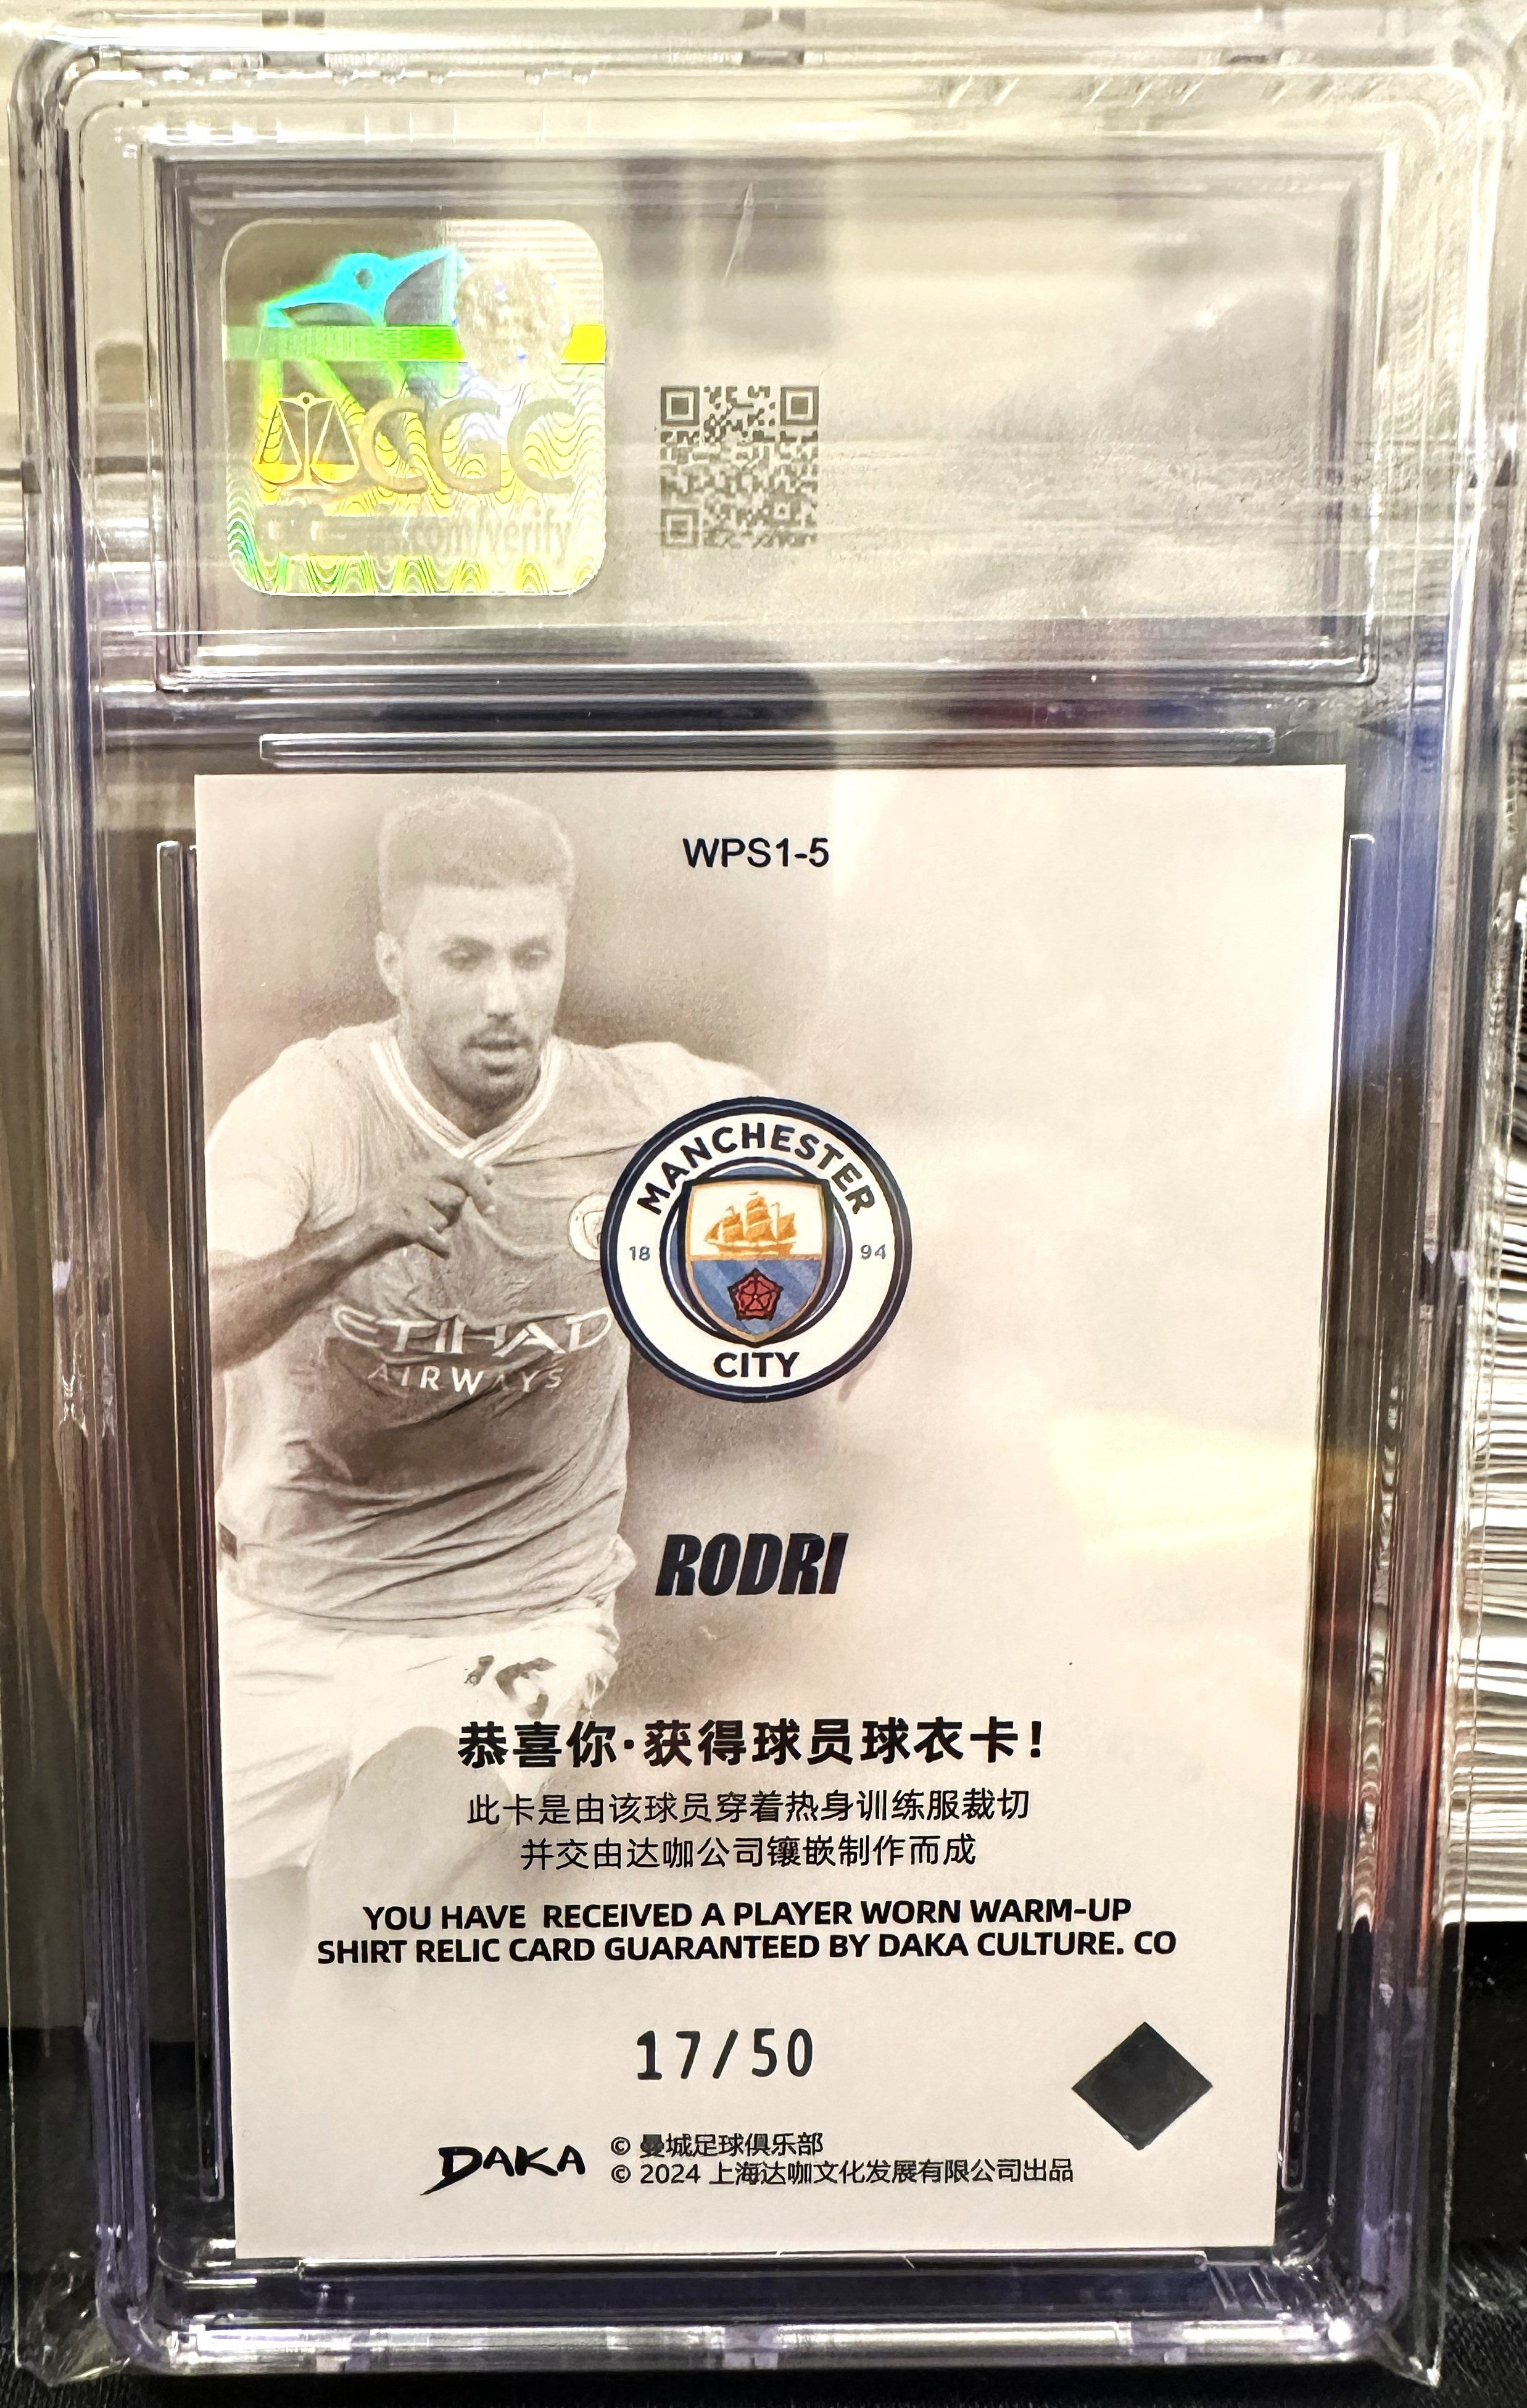 CGC
.com/verify
WPS1-5
MANCHESTER
18 94
CITY
ETIHAD
AIRWAYS
RODRI
16
恭喜你·获得球员球衣卡!
此卡是由该球员穿着热身训练服裁切
并交由达咖公司镶嵌制作而成
YOU HAVE RECEIVED A PLAYER WORN WARM-UP
SHIRT RELIC CARD GUARANTEED BY DAKA CULTURE. CO
17/50
DAKA
© 曼城足球俱乐部
© 2024 上海达咖文化发展有限公司出品